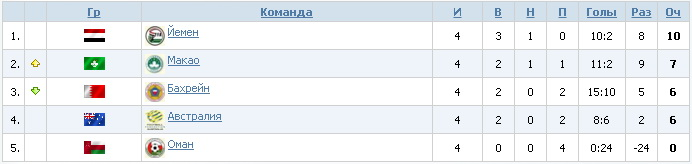 Гр Команда И В Н П Голы Раз Оч
1. Йемен 4 3 1 0 10:2 8 10
2. Макао 4 2 1 1 11:2 9 7
3. Бахрейн 4 2 0 2 15:10 5 6
4. Австралия 4 2 0 2 8:6 2 6
5. Оман 4 0 0 4 0:24 -24 0